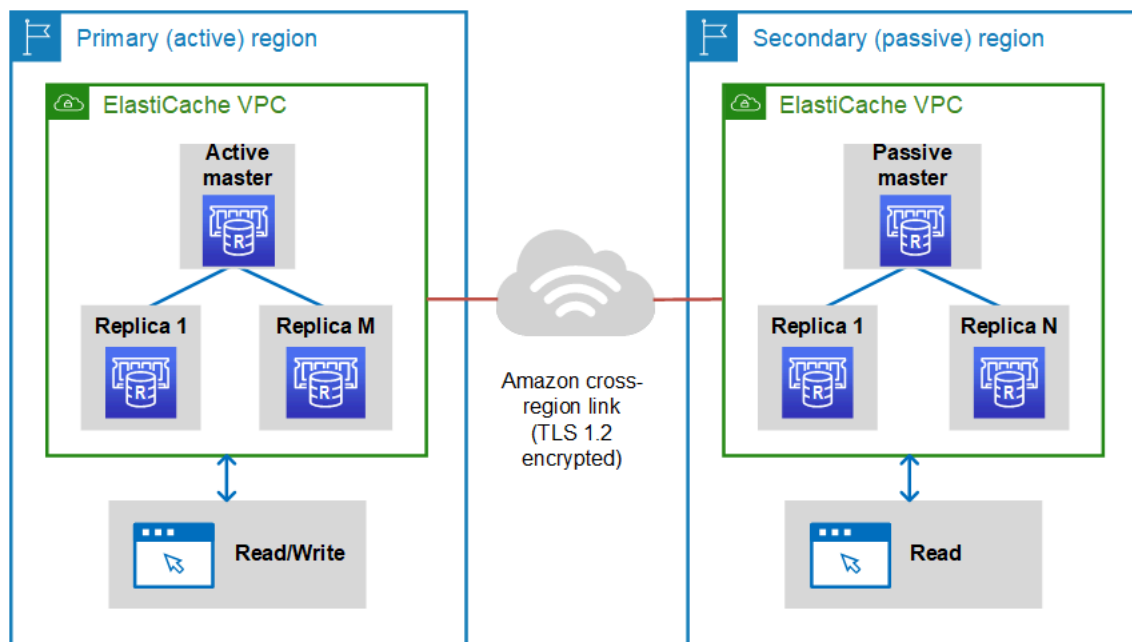 Primary (active) region
ElastiCache VPC
Active
master
R
Replica 1
R
Replica M
R
Read/Write
Amazon cross-
region link
(TLS 1.2
encrypted)
Secondary (passive) region
ElastiCache VPC
Passive
master
R
Replica 1
R
Replica N
R
Read